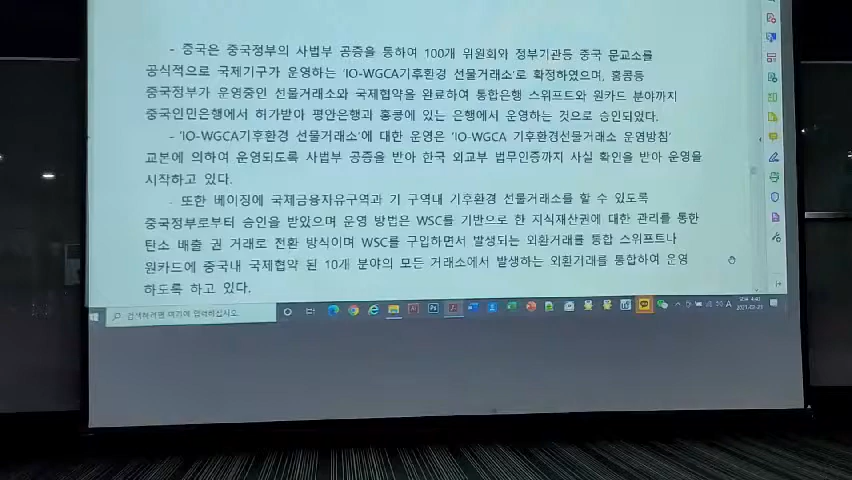 - 중국은 중국정부의 사법부 공증을 통하여 100개 위원회와 정부기관등 중국 문교소를
공식적으로 국제기구가 운영하는 'IO-WGCA기후환경 선물거래소'로 확정하였으며, 홍콩등
중국정부가 운영중인 선물거래소와 국제협약을 완료하여 통합은행 스위프트와 원카드 분야까지
중국인민은행에서 허가받아 평안은행과 홍콩에 있는 은행에서 운영하는 것으로 승인되었다.
- 'IO-WGCA기후환경 선물거래소'에 대한 운영은 'IO-WGCA 기후환경선물거래소 운영방침'
교본에 의하여 운영되도록 사법부 공증을 받아 한국 외교부 법무인증까지 사실 확인을 받아 운영을
시작하고 있다.
- 또한 베이징에 국제금융자유구역과 기 구역내 기후환경 선물거래소를 할 수 있도록
중국정부로부터 승인을 받았으며 운영 방법은 WSC를 기반으로 한 지식재산권에 대한 관리를 통한
탄소 배출 권 거래로 전환 방식이며 WSC를 구입하면서 발생되는 외환거래를 통합 스위프트나
원카드에 중국내 국제협약 된 10개 분야의 모든 거래소에서 발생하는 외환거래를 통합하여 운영
하도록 하고 있다.
검색하려면 여기에 입력하십시오.